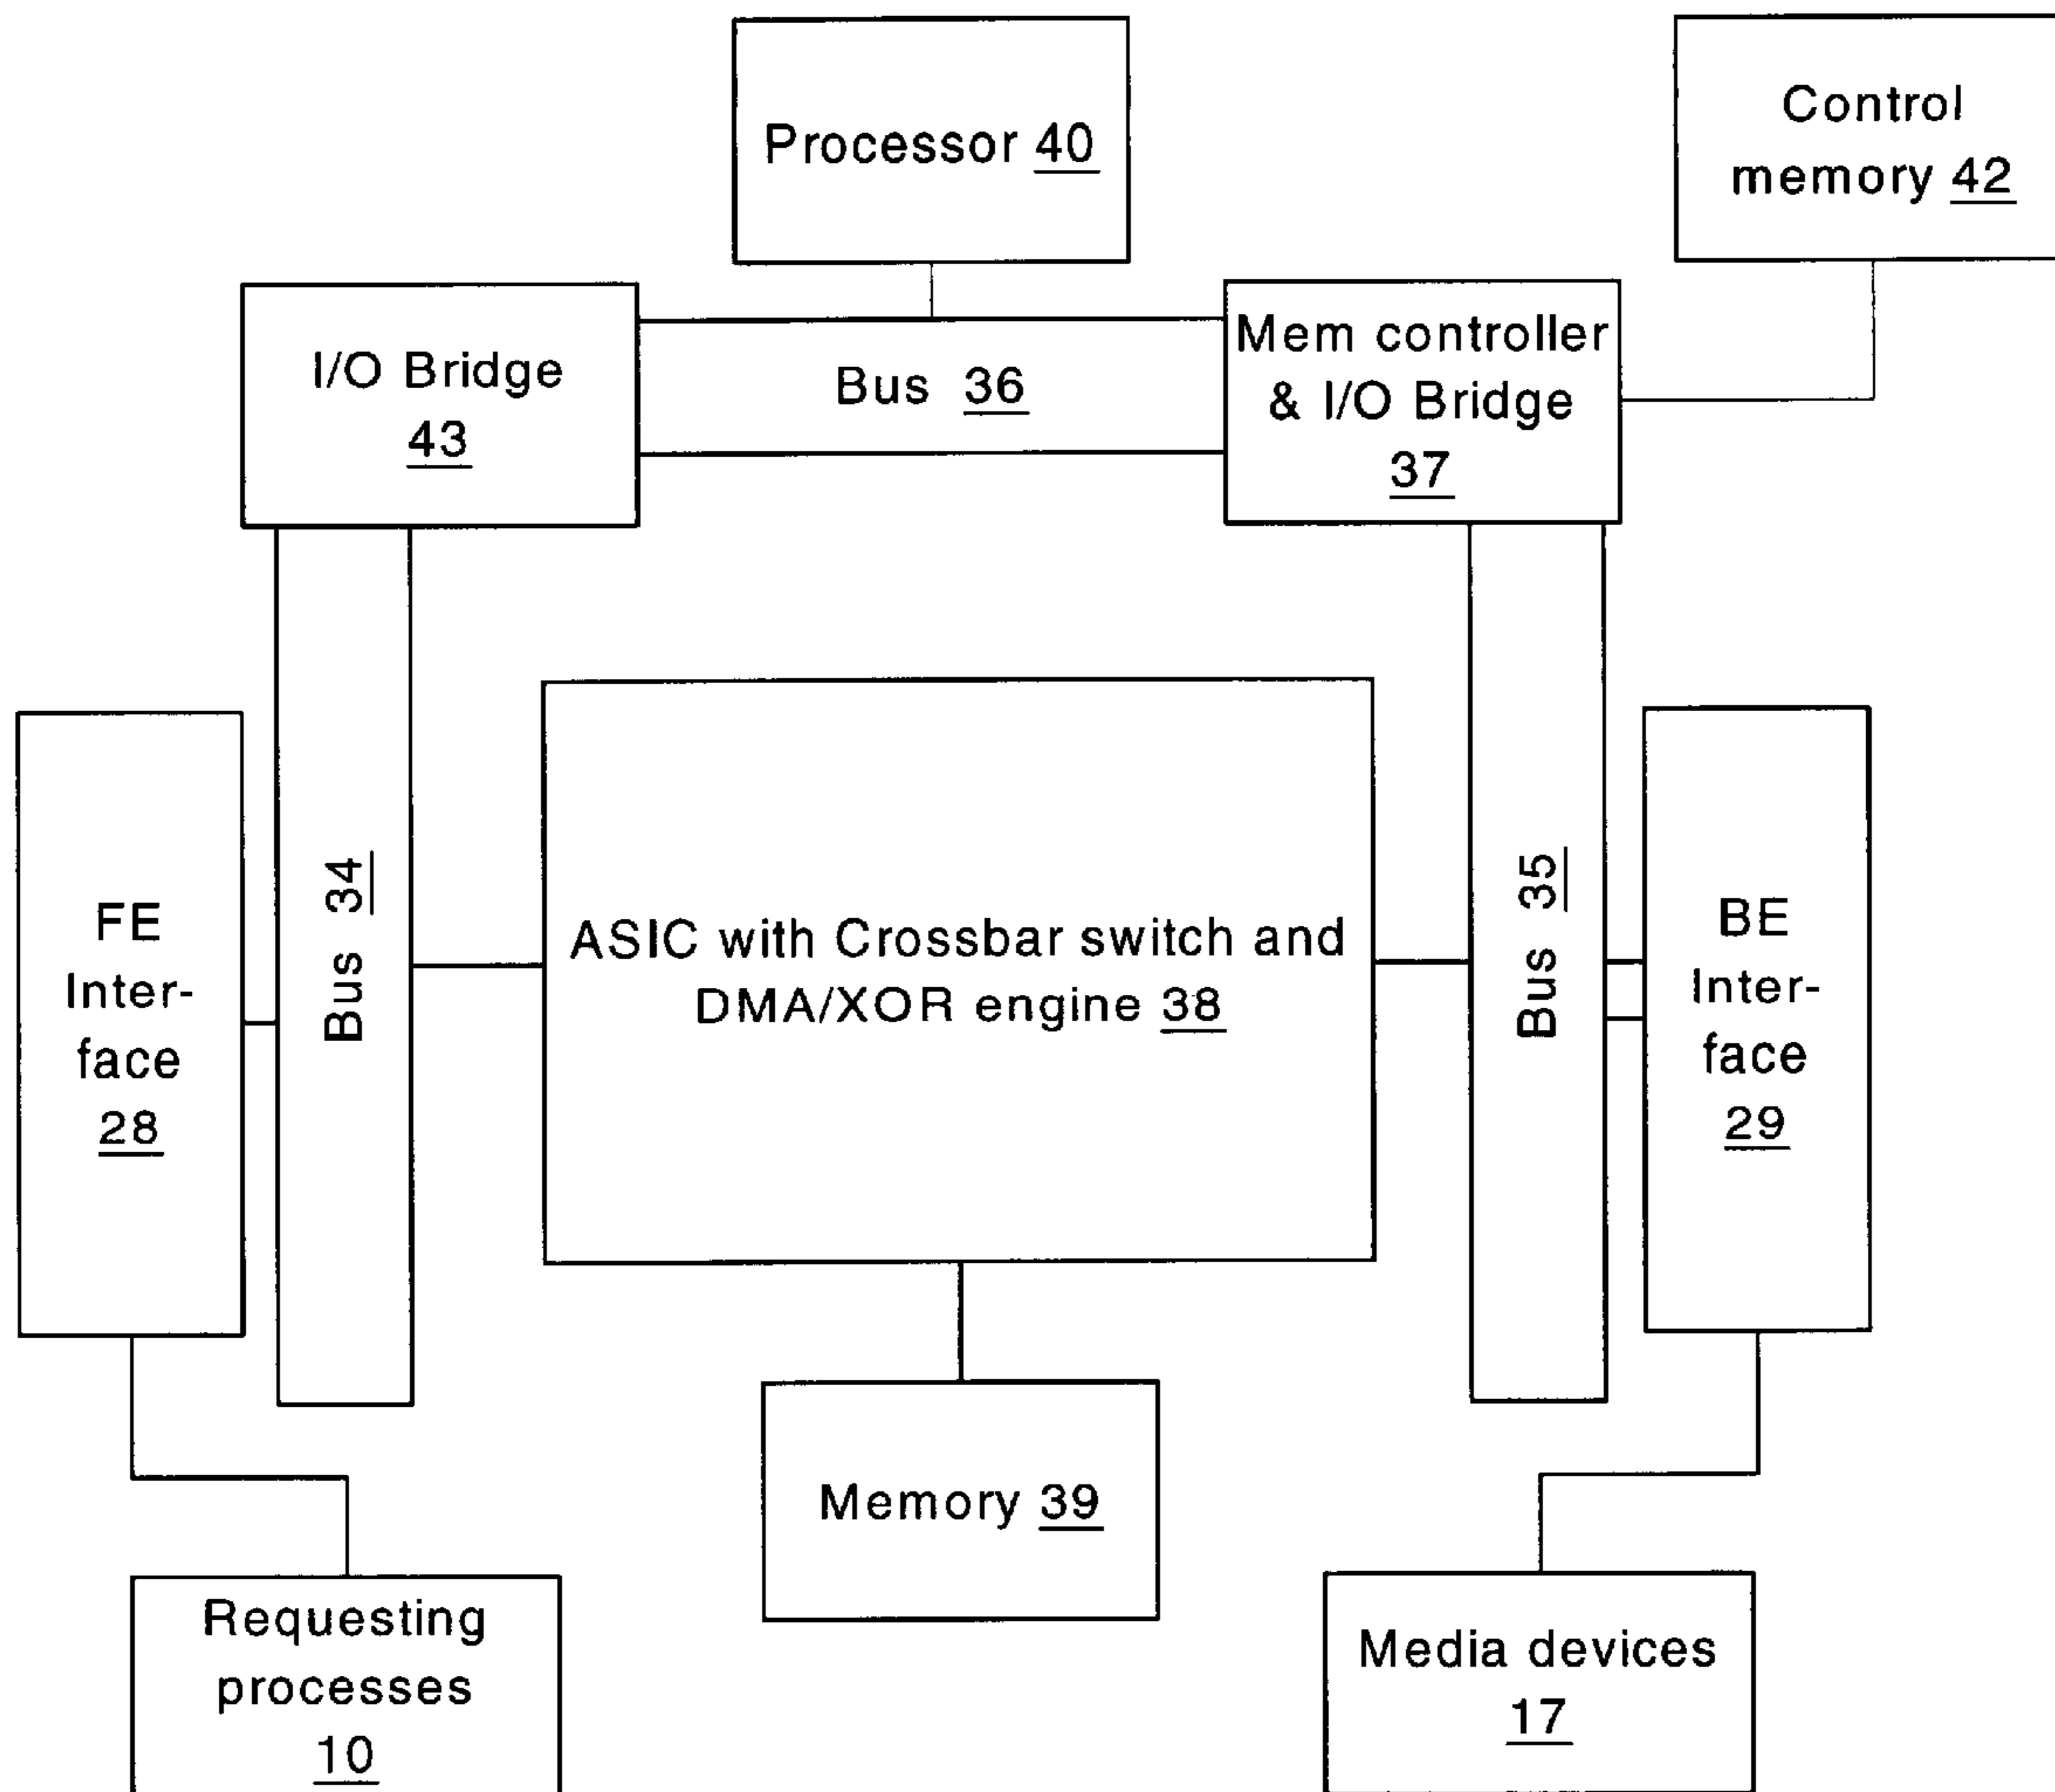 Processor 40
Control
memory 42
I/O Bridge
43
Bus 36
Mem controller
& I/O Bridge
37
FE
Inter-
face
28
Bus 34
ASIC with Crossbar switch and
DMA/XOR engine 38
Bus 35
BE
Inter-
face
29
Memory 39
Requesting
processes
10
Media devices
17